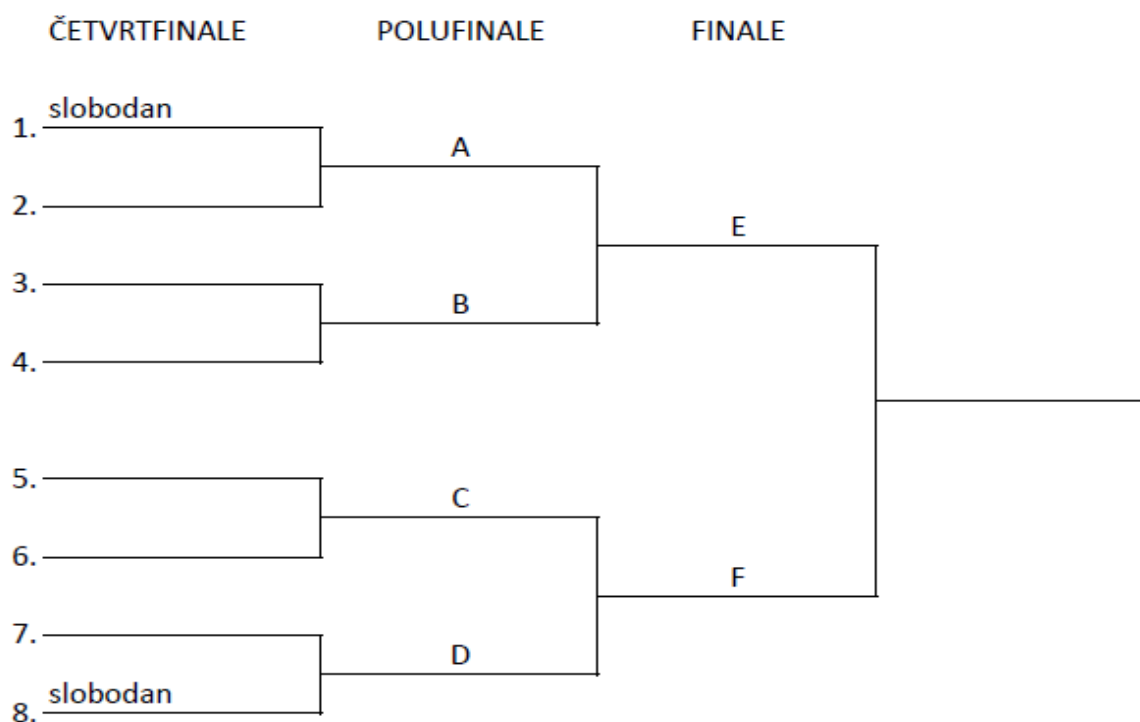 ČETVRTFINALE POLUFINALE FINALE
slobodan
1.
A
2.
E
3.
B
4.
5.
C
6.
F
7.
D
slobodan
8.